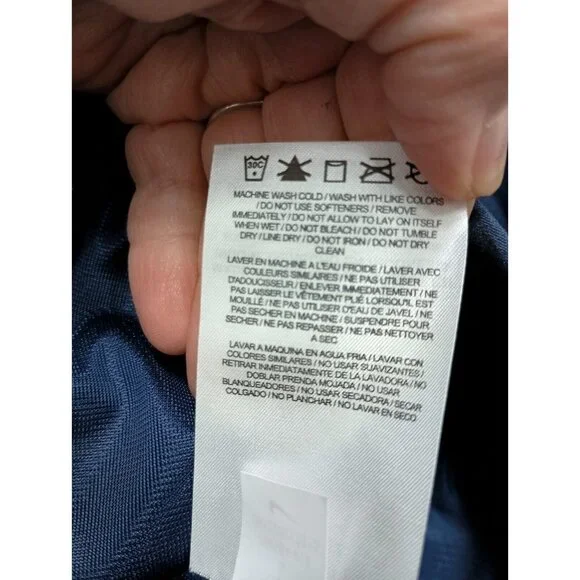 30C
MACHINE WASH COLD / WASH WITH LIKE COLORS
/ DO NOT USE SOFTENERS / REMOVE
IMMEDIATELY / DO NOT ALLOW TO LAY ON ITSELF
WHEN WET / DO NOT BLEACH / DO NOT TUMBLE
DRY / LINE DRY / DO NOT IRON / DO NOT DRY
CLEAN
LAVER EN MACHINE A L'EAU FROIDE / LAVER AVEC
COULEURS SIMILAIRES / NE PAS UTILISER
D'ADOUCISSEUR / ENLEVER IMMEDIATEMENT / NE
PAS LAISSER LE VÊTEMENT PLIÉ LORSQU'IL EST
MOUILLÉ / NE PAS UTILISER D'EAU DE JAVEL / NE
PAS SECHER EN MACHINE / SUSPENDRE POUR
SECHER / NE PAS REPASSER / NE PAS NETTOYER
A SEC
LAVAR A MAQUINA EN AGUA FRIA / LAVAR CON
COLORES SIMILARES / NO USAR SUAVIZANTES /
RETIRAR INMEDIATAMENTE DE LA LAVADORA / NO
DOBLAR PRENDA MOJADA / NO USAR
BLANQUEADORES / NO USAR SECADORA / SECAR
COLGADO / NO PLANCHAR / NO LAVAR EN SECO